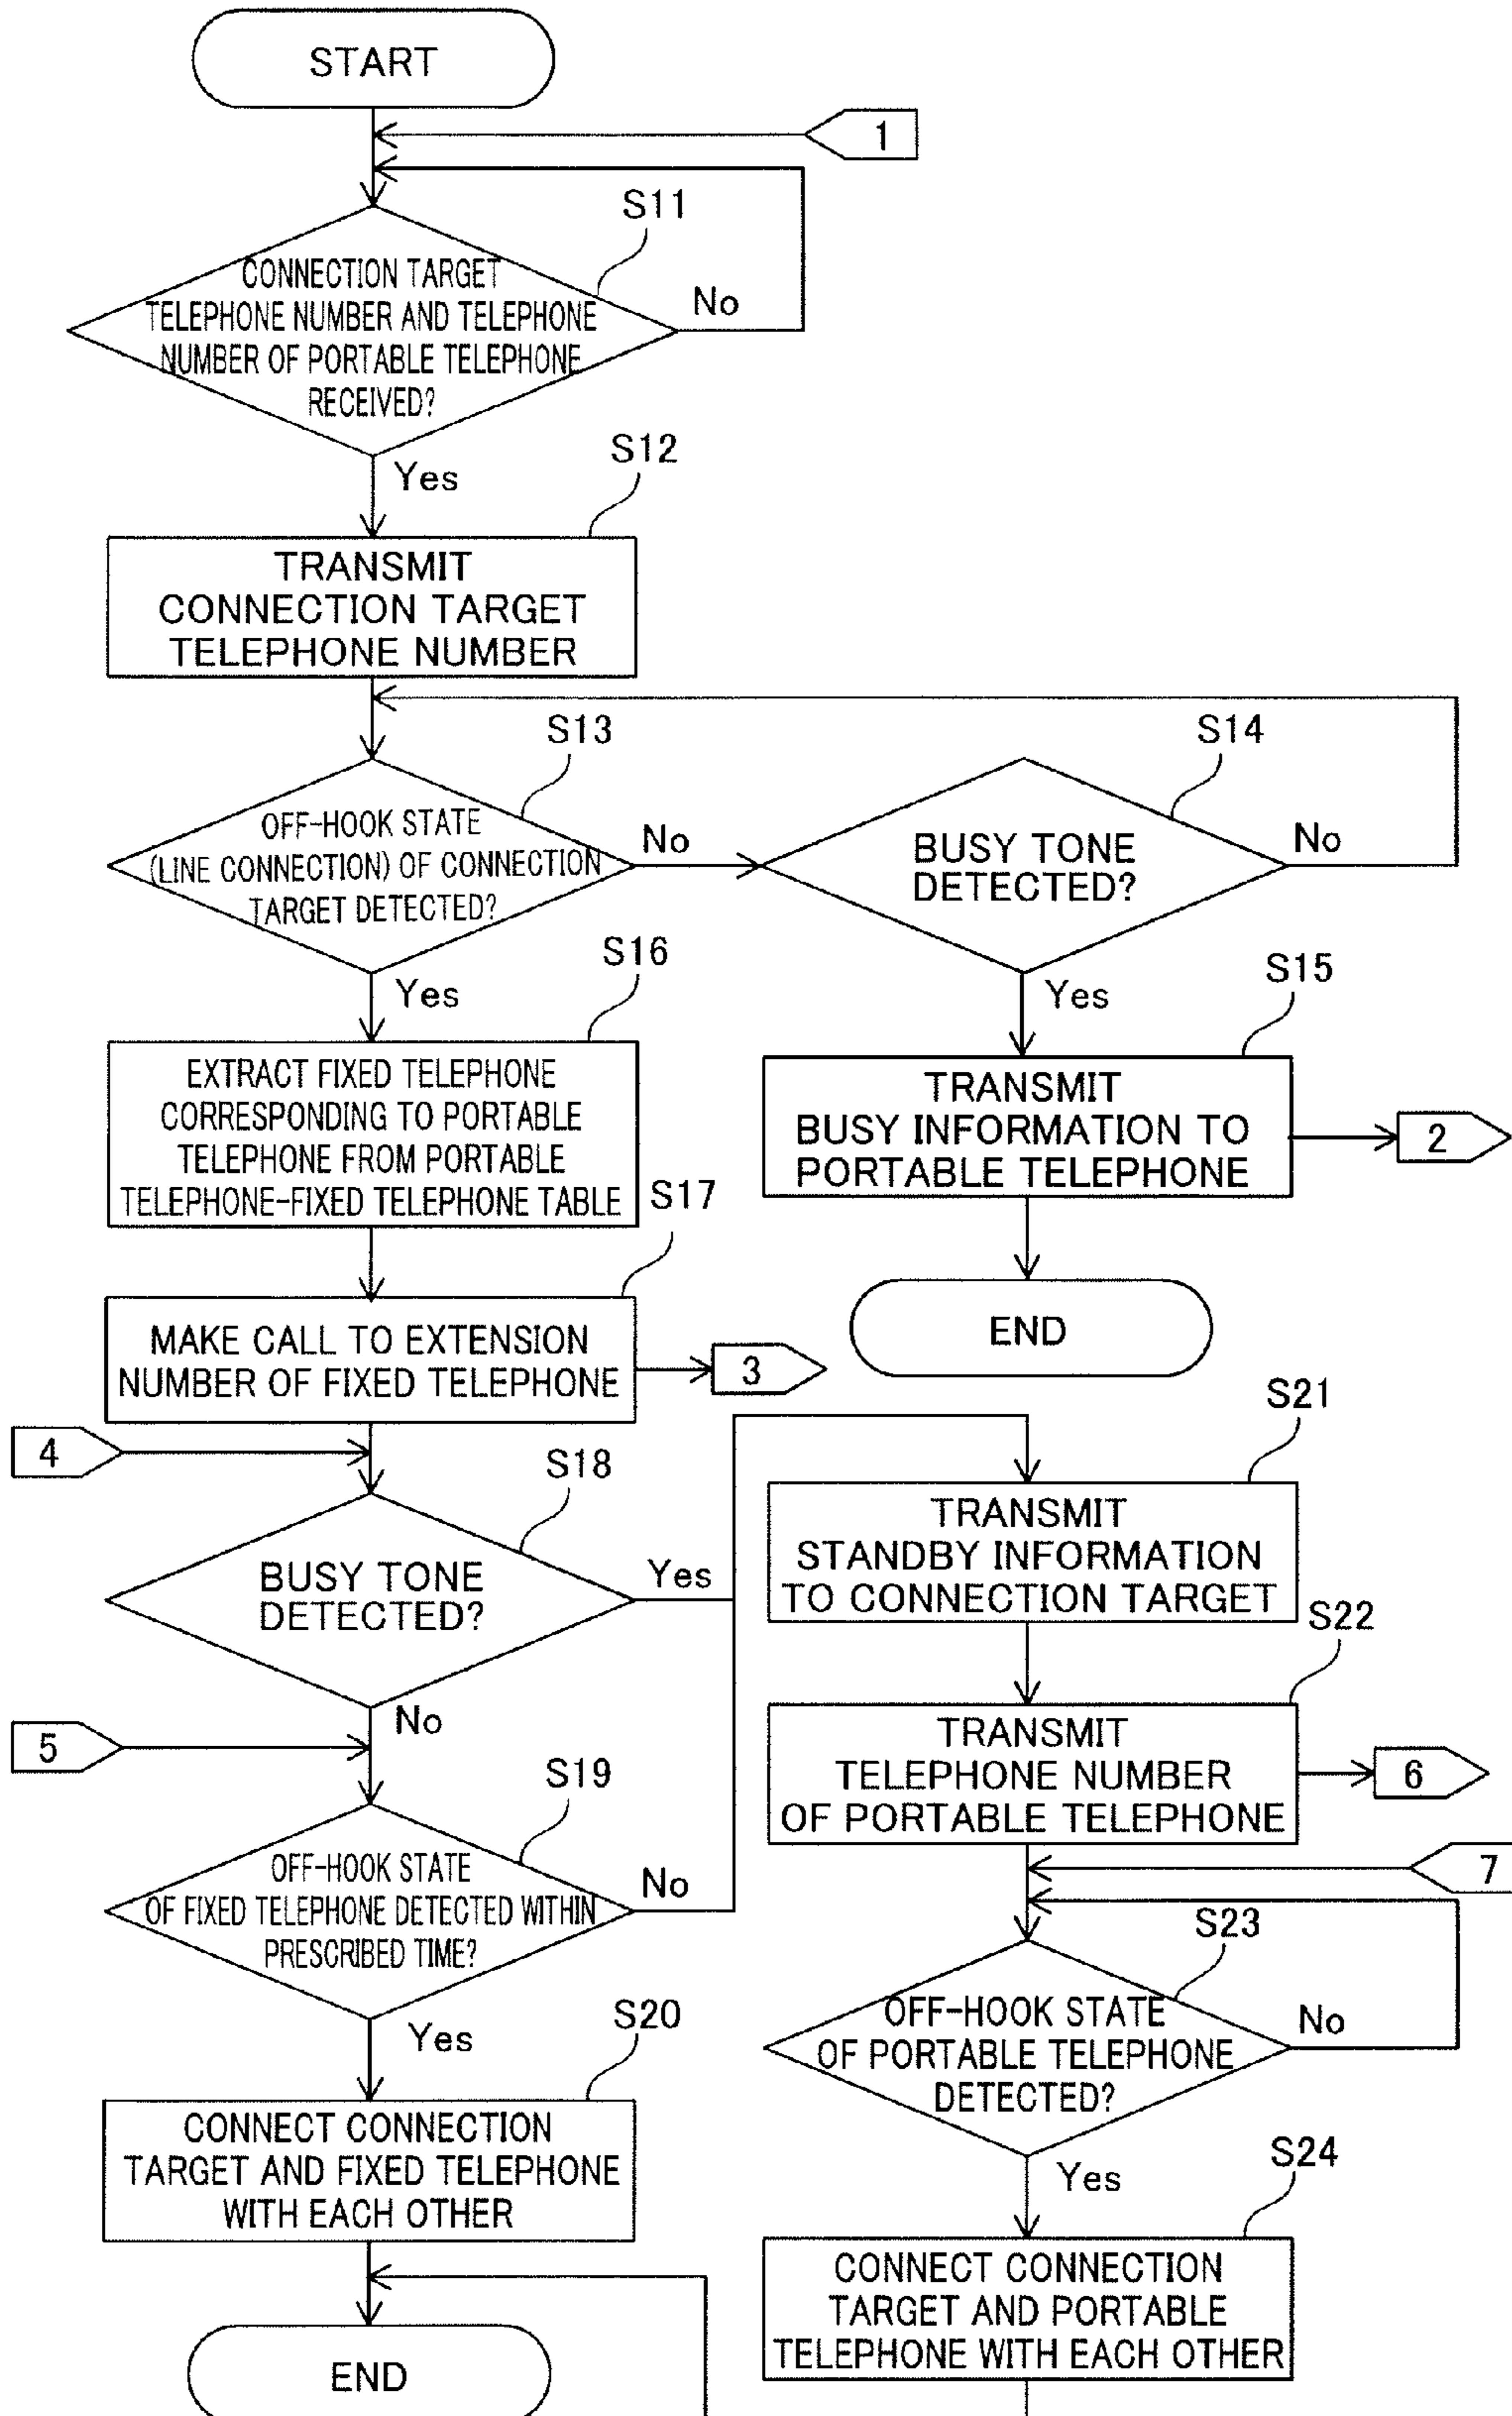 START
1
S11
CONNECTION TARGET
TELEPHONE NUMBER AND TELEPHONE
NUMBER OF PORTABLE TELEPHONE
RECEIVED?
No
Yes
S12
TRANSMIT
CONNECTION TARGET
TELEPHONE NUMBER
S13
OFF-HOOK STATE
(LINE CONNECTION) OF CONNECTION
TARGET DETECTED?
No
S14
BUSY TONE
DETECTED?
No
Yes
Yes
S15
TRANSMIT
BUSY INFORMATION TO
PORTABLE TELEPHONE
2
END
S16
EXTRACT FIXED TELEPHONE
CORRESPONDING TO PORTABLE
TELEPHONE FROM PORTABLE
TELEPHONE-FIXED TELEPHONE TABLE
S17
MAKE CALL TO EXTENSION
NUMBER OF FIXED TELEPHONE
3
4
S18
BUSY TONE
DETECTED?
Yes
No
5
S19
OFF-HOOK STATE
OF FIXED TELEPHONE DETECTED WITHIN
PRESCRIBED TIME?
No
Yes
S20
CONNECT CONNECTION
TARGET AND FIXED TELEPHONE
WITH EACH OTHER
END
S21
TRANSMIT
STANDBY INFORMATION
TO CONNECTION TARGET
S22
TRANSMIT
TELEPHONE NUMBER
OF PORTABLE TELEPHONE
6
7
S23
OFF-HOOK STATE
OF PORTABLE TELEPHONE
DETECTED?
No
Yes
S24
CONNECT CONNECTION
TARGET AND PORTABLE
TELEPHONE WITH EACH OTHER